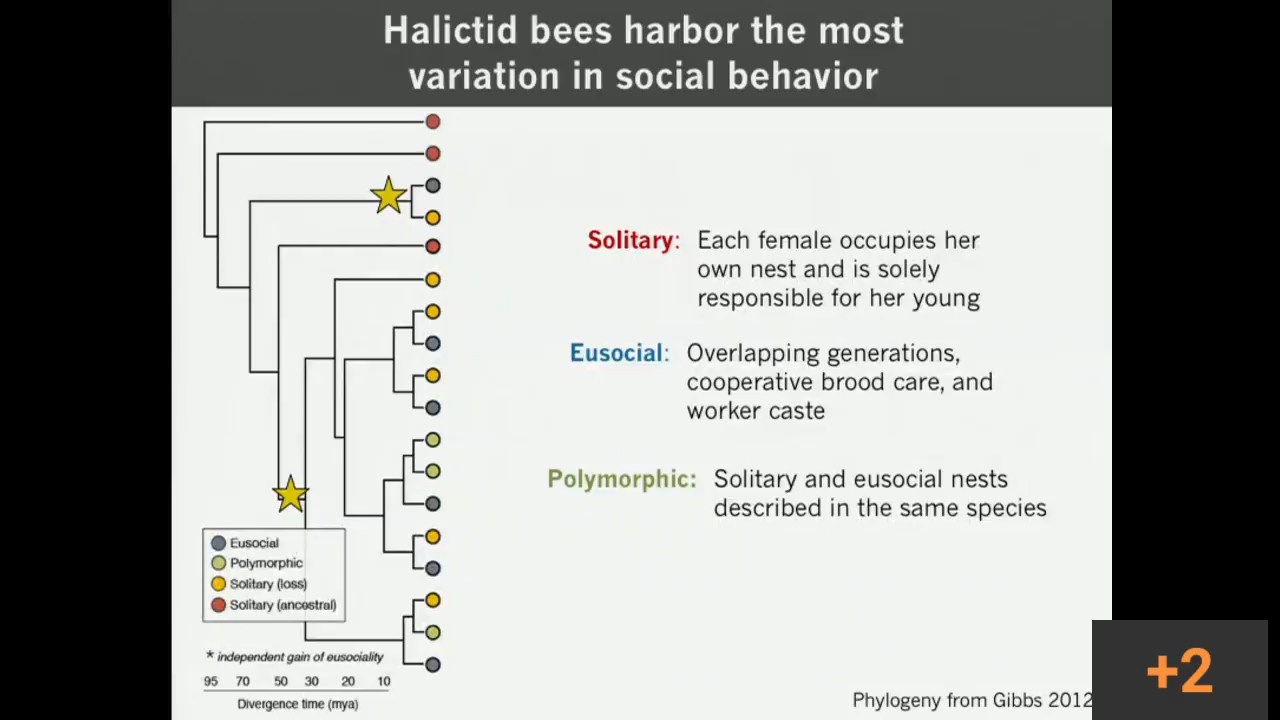 Halictid bees harbor the most
variation in social behavior
Solitary: Each female occupies her
own nest and is solely
responsible for her young
Eusocial: Overlapping generations,
cooperative brood care, and
worker caste
Polymorphic: Solitary and eusocial nests
described in the same species
Eusocial
Polymorphic
Solitary (loss)
Solitary (ancestral)
* independent gain of eusociality
95 70 50 30 20 10
Divergence time (mya)
Phylogeny from Gibbs 2012
+2